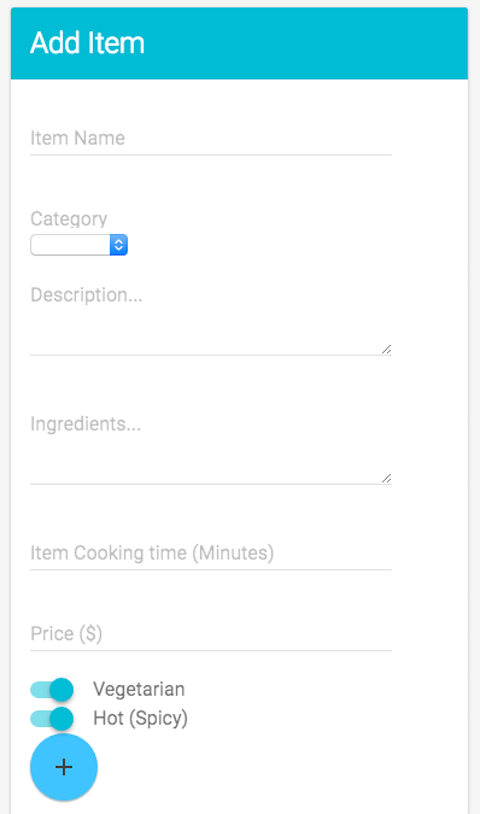 Add Item
Item Name
Category
Description...
Ingredients...
Item Cooking time (Minutes)
Price ($)
Vegetarian
Hot (Spicy)
+